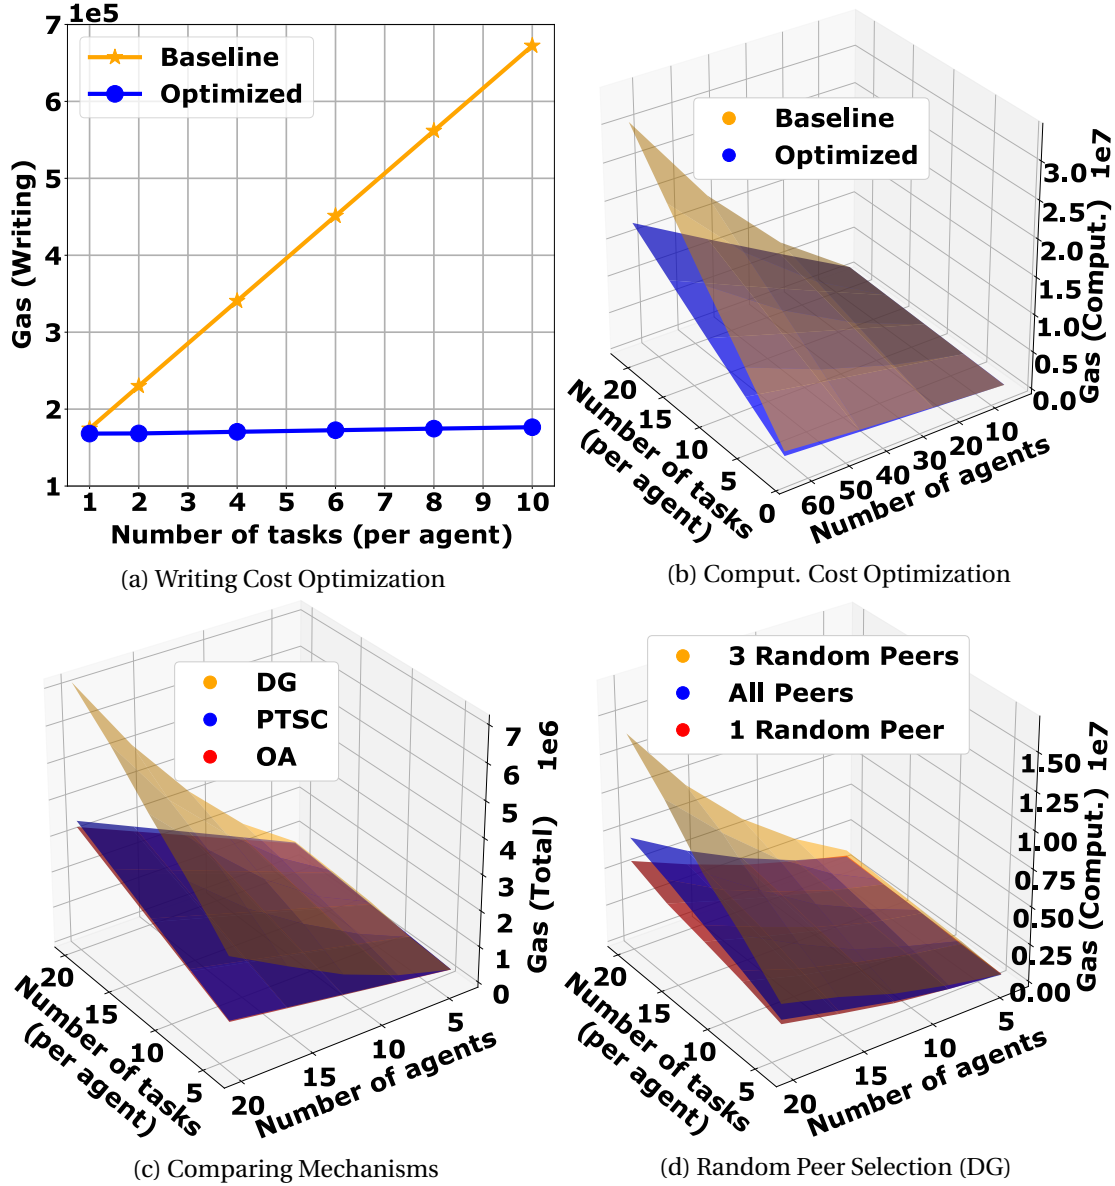 1e5
7
6
5
4
3
2
1
Gas (Writing)
Baseline
Optimized
1 2 3 4 5 6 7 8 9 10
Number of tasks (per agent)
(a) Writing Cost Optimization
Baseline
Optimized
1e7
3.0
2.5
2.0
1.5
1.0
0.5
0.0
Gas (Comput.)
20
15
10
5
0
Number of tasks
(per agent)
60 50 40 30 20 10
Number of agents
(b) Comput. Cost Optimization
DG
PTSC
OA
1e6
7
6
5
4
3
2
1
0
Gas (Total)
20
15
10
5
Number of tasks
(per agent)
20 15 10 5
Number of agents
(c) Comparing Mechanisms
3 Random Peers
All Peers
1 Random Peer
1e7
1.50
1.25
1.00
0.75
0.50
0.25
0.00
Gas (Comput.)
20
15
10
5
Number of tasks
(per agent)
20 15 10 5
Number of agents
(d) Random Peer Selection (DG)